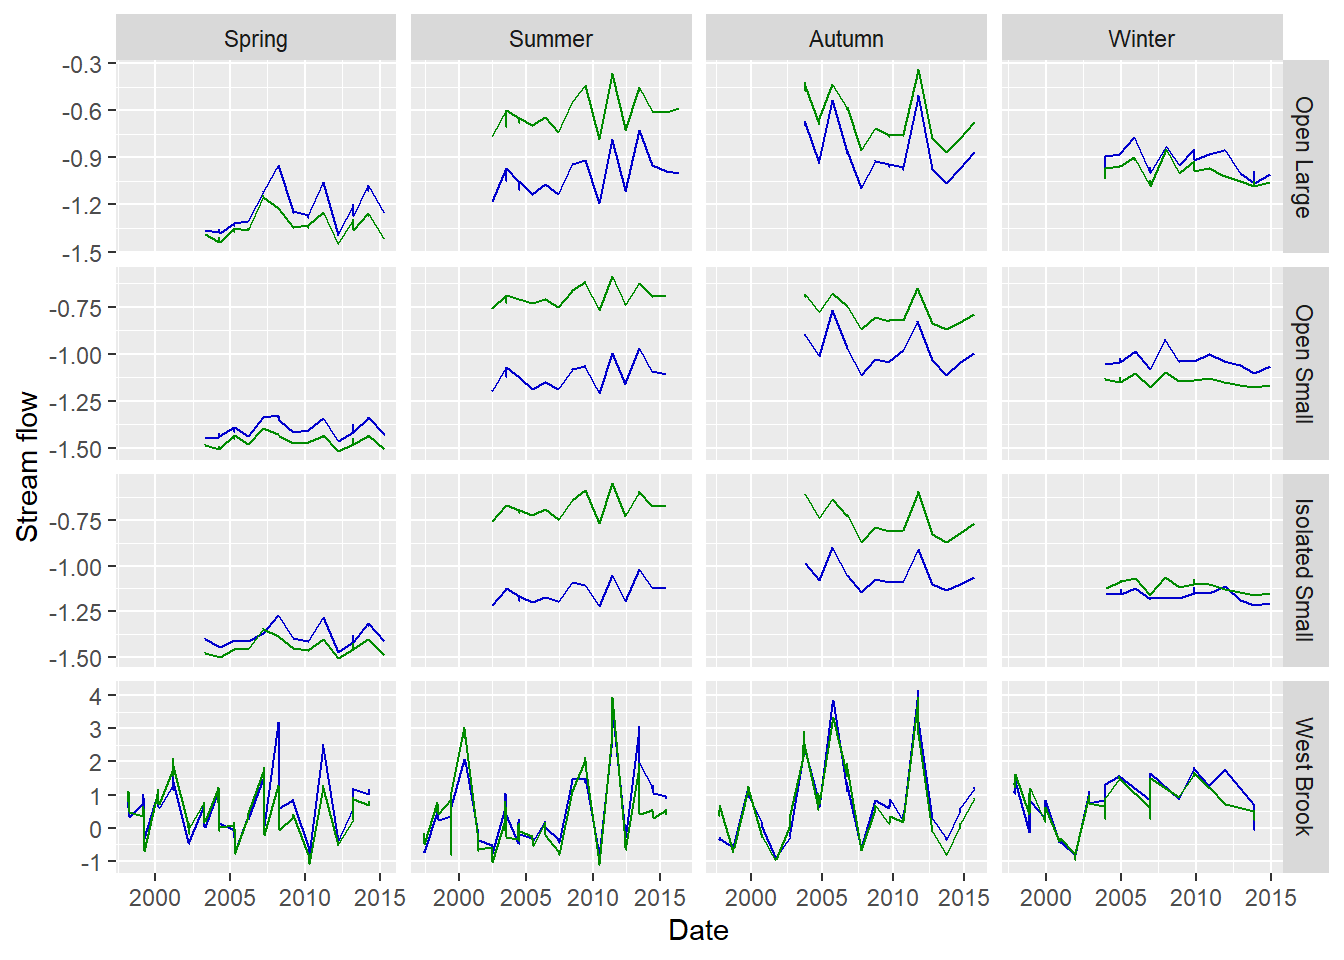 Spring Summer Autumn Winter
-0.3
-0.6
-0.9
-1.2
-1.5
Open Large
-0.75
-1.00
-1.25
-1.50
Open Small
-0.75
-1.00
-1.25
-1.50
Isolated Small
4
3
2
1
0
-1
West Brook
Stream flow
2000 2005 2010 2015 2000 2005 2010 2015 2000 2005 2010 2015 2000 2005 2010 2015
Date